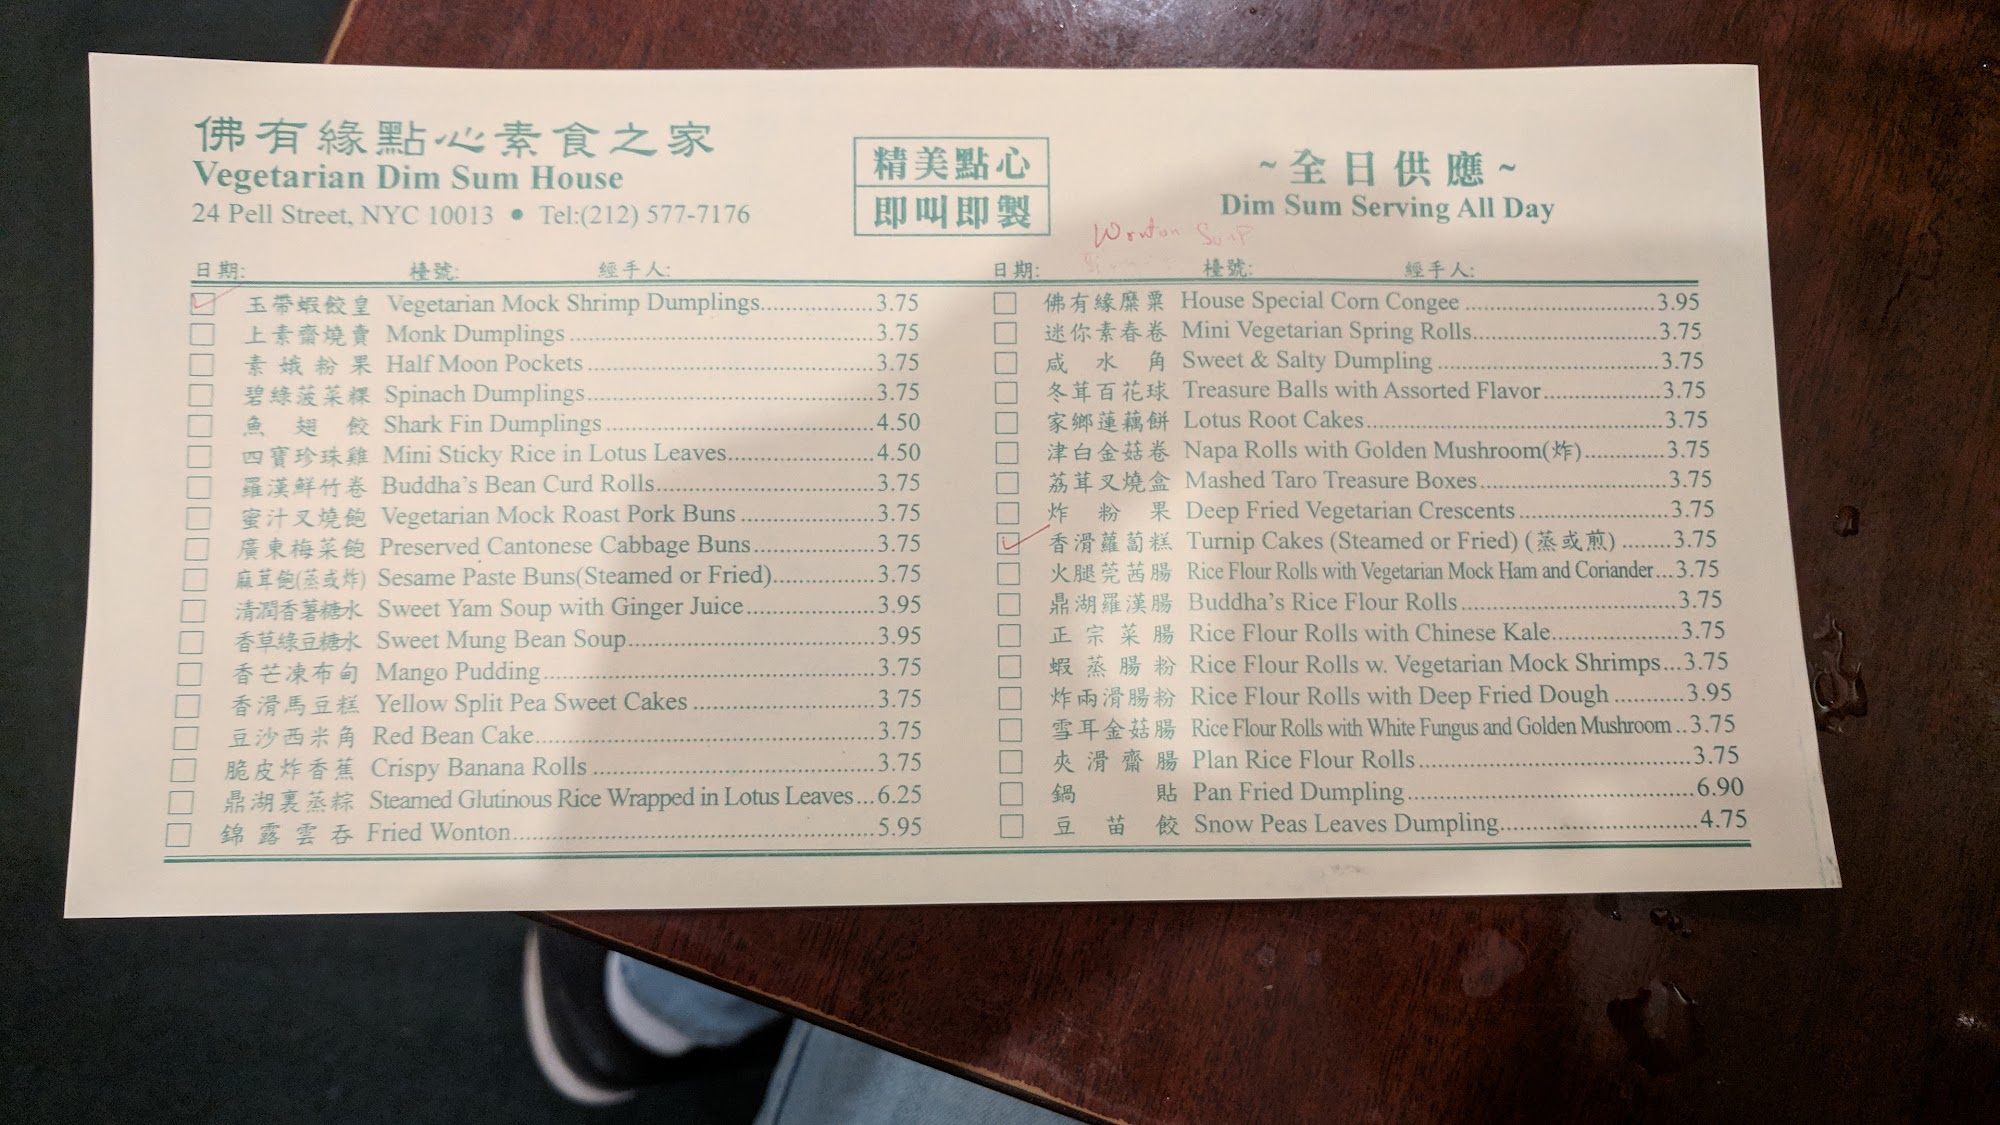 佛有緣點心素食之家
Vegetarian Dim Sum House
24 Pell Street, NYC 10013 • Tel:(212) 577-7176
精美點心
即叫即製
~全日供應~
Dim Sum Serving All Day
Wonton Soup
日期: 檯號: 經手人:
玉帶蝦餃皇 Vegetarian Mock Shrimp Dumplings 3.75
上素齋燒賣 Monk Dumplings 3.75
素娥粉果 Half Moon Pockets 3.75
碧綠菠菜粿 Spinach Dumplings 3.75
魚翅餃 Shark Fin Dumplings 4.50
四寶珍珠雞 Mini Sticky Rice in Lotus Leaves 4.50
羅漢鮮竹卷 Buddha's Bean Curd Rolls 3.75
蜜汁叉燒飽 Vegetarian Mock Roast Pork Buns 3.75
廣東梅菜飽 Preserved Cantonese Cabbage Buns 3.75
麻茸飽(蒸或炸) Sesame Paste Buns(Steamed or Fried) 3.75
清潤香薯糖水 Sweet Yam Soup with Ginger Juice 3.95
香草綠豆糖水 Sweet Mung Bean Soup 3.95
香芒凍布甸 Mango Pudding 3.75
香滑馬豆糕 Yellow Split Pea Sweet Cakes 3.75
豆沙西米角 Red Bean Cake 3.75
脆皮炸香蕉 Crispy Banana Rolls 3.75
鼎湖裏蒸粽 Steamed Glutinous Rice Wrapped in Lotus Leaves 6.25
錦露雲吞 Fried Wonton 5.95
日期: 檯號: 經手人:
佛有緣糜粟 House Special Corn Congee 3.95
迷你素春卷 Mini Vegetarian Spring Rolls 3.75
咸水角 Sweet & Salty Dumpling 3.75
冬茸百花球 Treasure Balls with Assorted Flavor 3.75
家鄉蓮藕餅 Lotus Root Cakes 3.75
津白金菇卷 Napa Rolls with Golden Mushroom(炸) 3.75
荔茸叉燒盒 Mashed Taro Treasure Boxes 3.75
炸粉果 Deep Fried Vegetarian Crescents 3.75
香滑蘿蔔糕 Turnip Cakes (Steamed or Fried) (蒸或煎) 3.75
火腿莞茜腸 Rice Flour Rolls with Vegetarian Mock Ham and Coriander 3.75
鼎湖羅漢腸 Buddha's Rice Flour Rolls 3.75
正宗菜腸 Rice Flour Rolls with Chinese Kale 3.75
蝦蒸腸粉 Rice Flour Rolls w. Vegetarian Mock Shrimps 3.75
炸兩滑腸粉 Rice Flour Rolls with Deep Fried Dough 3.95
雪耳金菇腸 Rice Flour Rolls with White Fungus and Golden Mushroom 3.75
夾滑齋腸 Plan Rice Flour Rolls 3.75
鍋貼 Pan Fried Dumpling 6.90
豆苗餃 Snow Peas Leaves Dumpling 4.75